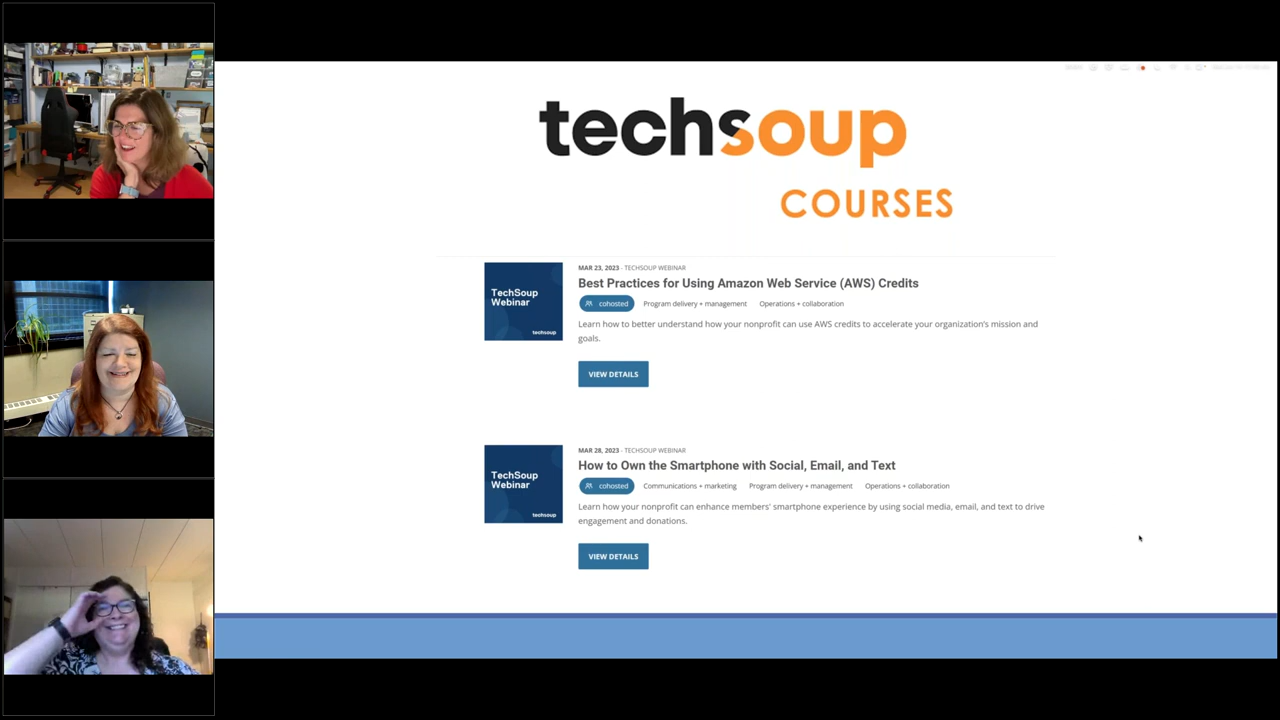 techsoup
COURSES
MAR 23, 2023 - TECHSOUP WEBINAR
Best Practices for Using Amazon Web Service (AWS) Credits
cohosted Program delivery + management Operations + collaboration
Learn how to better understand how your nonprofit can use AWS credits to accelerate your organization's mission and
goals.
VIEW DETAILS
TechSoup
Webinar
techsoup
MAR 28, 2023 - TECHSOUP WEBINAR
How to Own the Smartphone with Social, Email, and Text
cohosted Communications + marketing Program delivery + management Operations + collaboration
Learn how your nonprofit can enhance members' smartphone experience by using social media, email, and text to drive
engagement and donations.
VIEW DETAILS
TechSoup
Webinar
techsoup